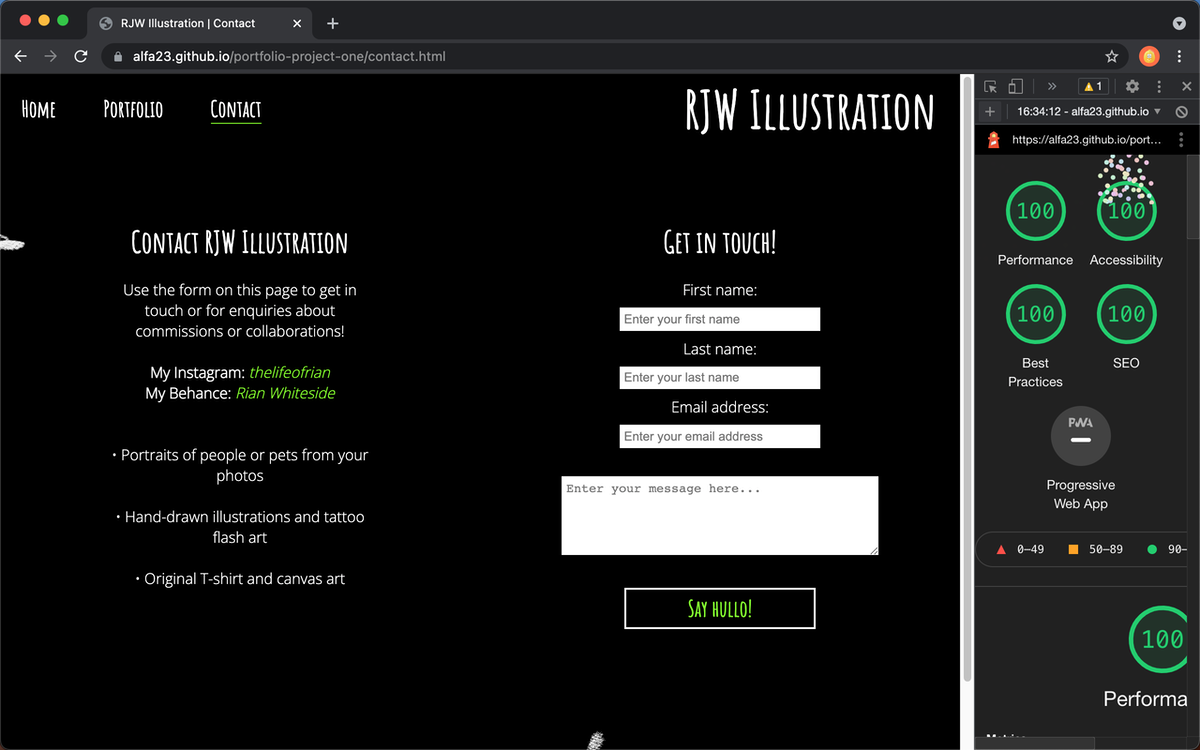 RJW Illustration | Contact
alfa23.github.io/portfolio-project-one/contact.html
Home
Portfolio
Contact
RJW Illustration
Contact RJW Illustration
Use the form on this page to get in
touch or for enquiries about
commissions or collaborations!
My Instagram: thelifeofrian
My Behance: Rian Whiteside
• Portraits of people or pets from your
photos
• Hand-drawn illustrations and tattoo
flash art
• Original T-shirt and canvas art
Get in touch!
First name:
Enter your first name
Last name:
Enter your last name
Email address:
Enter your email address
Enter your message here...
Say hullo!
1
16:34:12 - alfa23.github.io
https://alfa23.github.io/port...
100
100
Performance
Accessibility
100
100
Best
Practices
SEO
PWA
Progressive
Web App
0–49
50–89
90–
100
Performa